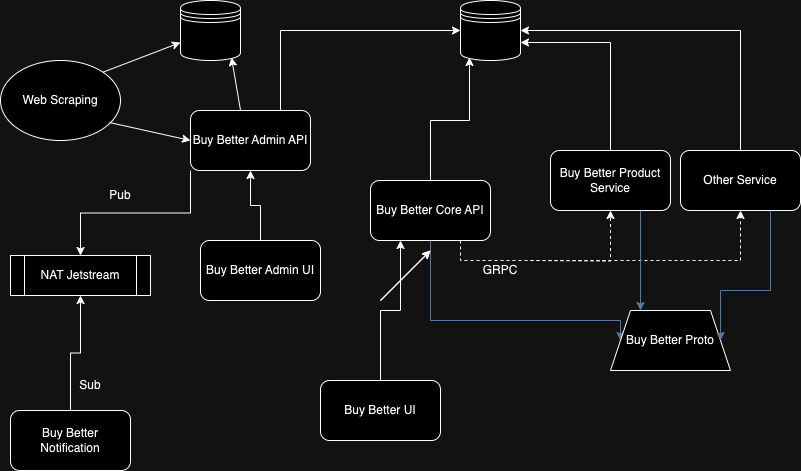 Web Scraping
Buy Better Admin API
Buy Better Product
Service
Other Service
Pub
Buy Better Core API
NAT Jetstream
Buy Better Admin UI
GRPC
Buy Better Proto
Sub
Buy Better UI
Buy Better
Notification